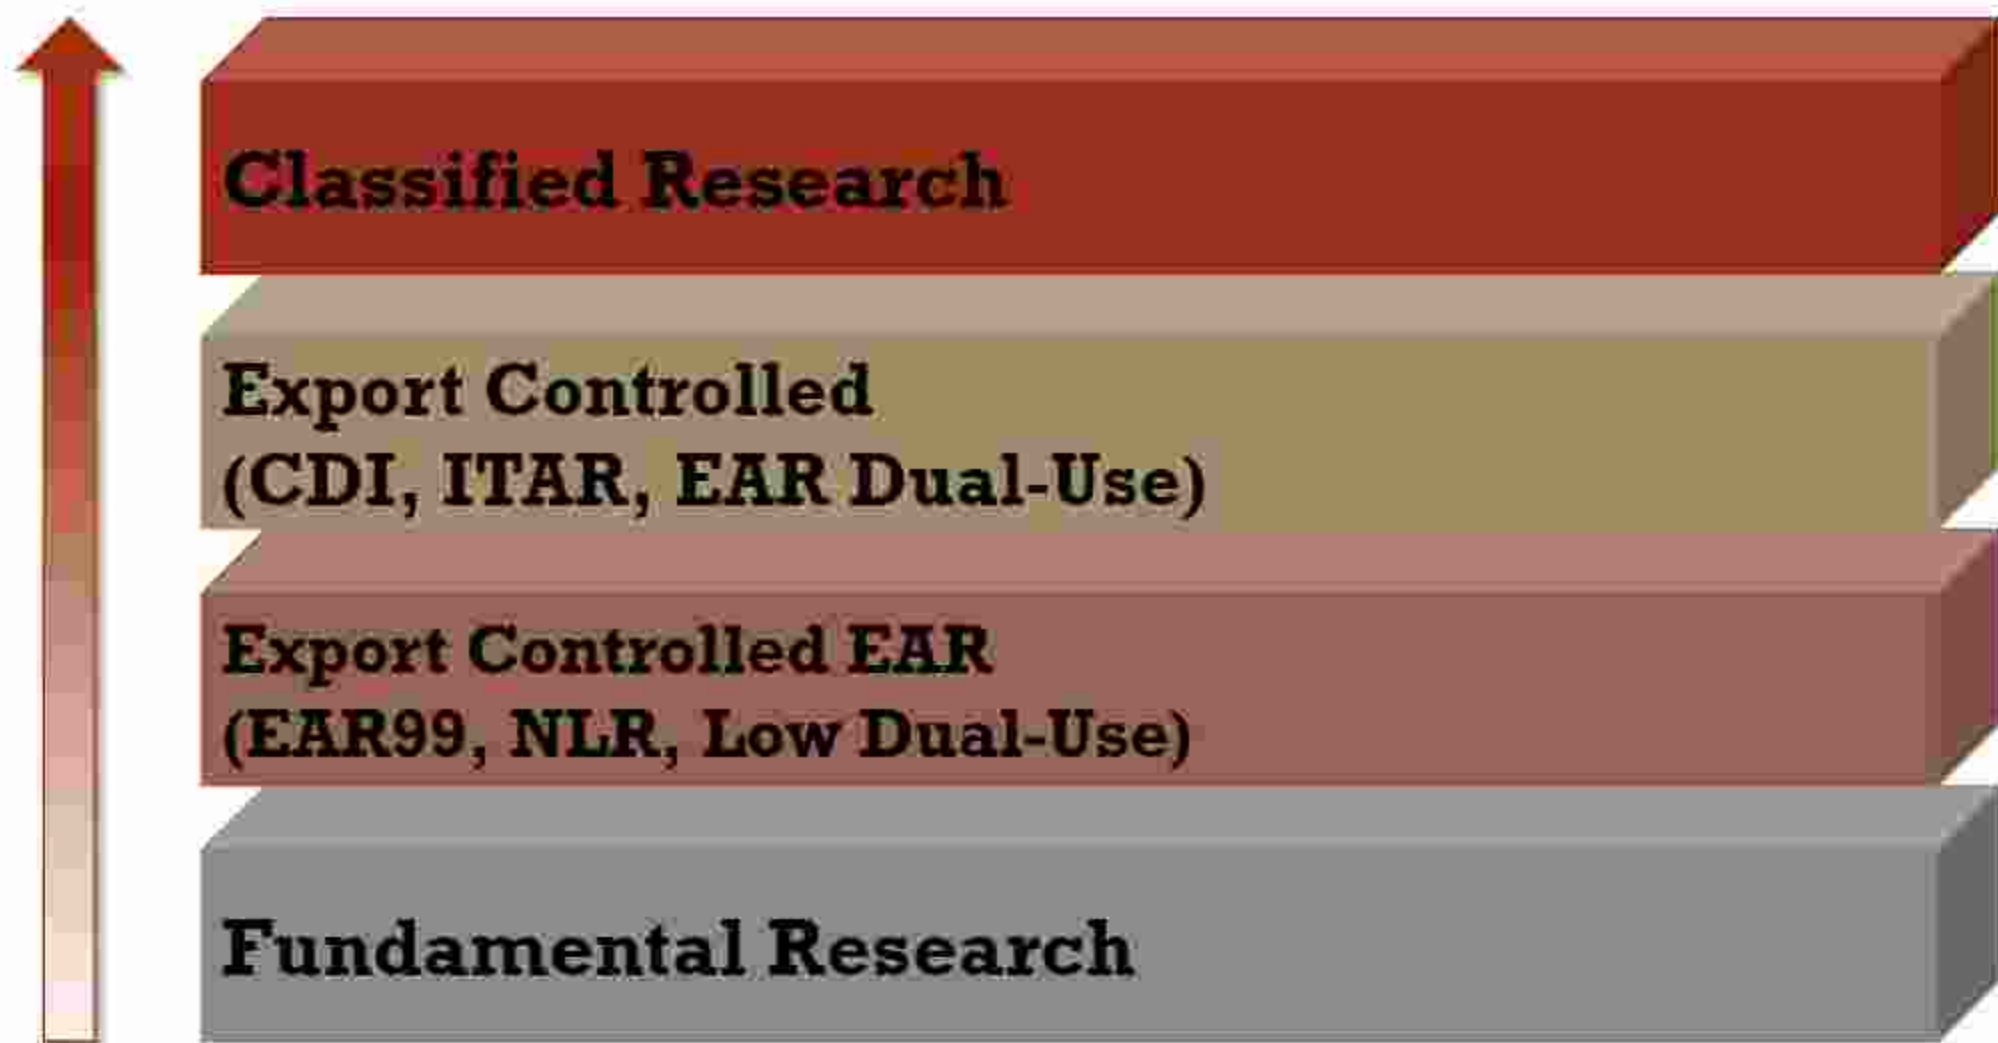 Classified Research
Export Controlled
(CDI, ITAR, EAR Dual-Use)
Export Controlled EAR
(EAR99, NLR, Low Dual-Use)
Fundamental Research